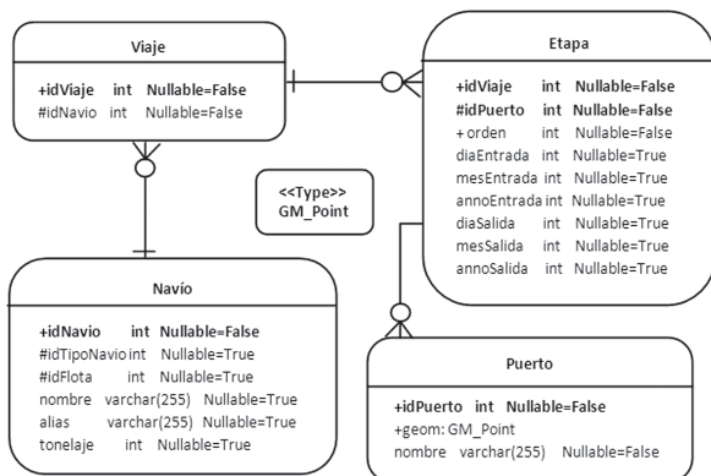 Viaje
+idViaje int Nullable=False
#idNavio int Nullable=False
Etapa
+idViaje int Nullable=False
#idPuerto int Nullable=False
+ orden int Nullable=False
diaEntrada int Nullable=True
mesEntrada int Nullable=True
annoEntrada int Nullable=True
diaSalida int Nullable=True
mesSalida int Nullable=True
annoSalida int Nullable=True
<<Type>>
GM_Point
Navío
+idNavio int Nullable=False
#idTipoNavio int Nullable=True
#idFlota int Nullable=True
nombre varchar(255) Nullable=True
alias varchar(255) Nullable=True
tonelaje int Nullable=True
Puerto
+idPuerto int Nullable=False
+geom: GM_Point
nombre varchar(255) Nullable=False